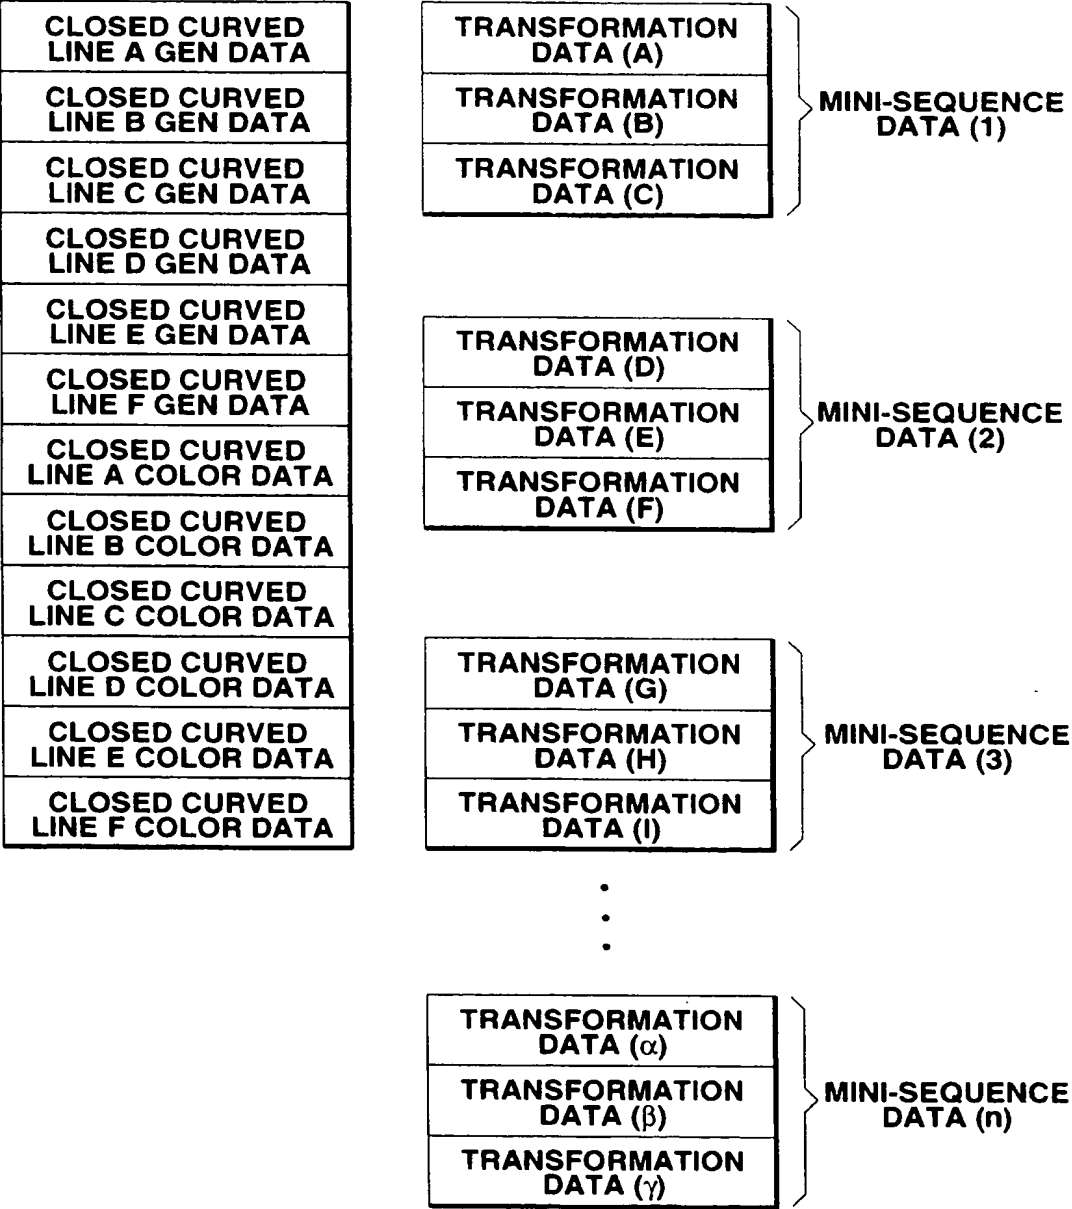 CLOSED CURVED
LINE A GEN DATA
CLOSED CURVED
LINE B GEN DATA
CLOSED CURVED
LINE C GEN DATA
CLOSED CURVED
LINE D GEN DATA
CLOSED CURVED
LINE E GEN DATA
CLOSED CURVED
LINE F GEN DATA
CLOSED CURVED
LINE A COLOR DATA
CLOSED CURVED
LINE B COLOR DATA
CLOSED CURVED
LINE C COLOR DATA
CLOSED CURVED
LINE D COLOR DATA
CLOSED CURVED
LINE E COLOR DATA
CLOSED CURVED
LINE F COLOR DATA
TRANSFORMATION
DATA (A)
TRANSFORMATION
DATA (B)
TRANSFORMATION
DATA (C)
MINI-SEQUENCE
DATA (1)
TRANSFORMATION
DATA (D)
TRANSFORMATION
DATA (E)
TRANSFORMATION
DATA (F)
MINI-SEQUENCE
DATA (2)
TRANSFORMATION
DATA (G)
TRANSFORMATION
DATA (H)
TRANSFORMATION
DATA (I)
MINI-SEQUENCE
DATA (3)
TRANSFORMATION
DATA (α)
TRANSFORMATION
DATA (β)
TRANSFORMATION
DATA (γ)
MINI-SEQUENCE
DATA (n)